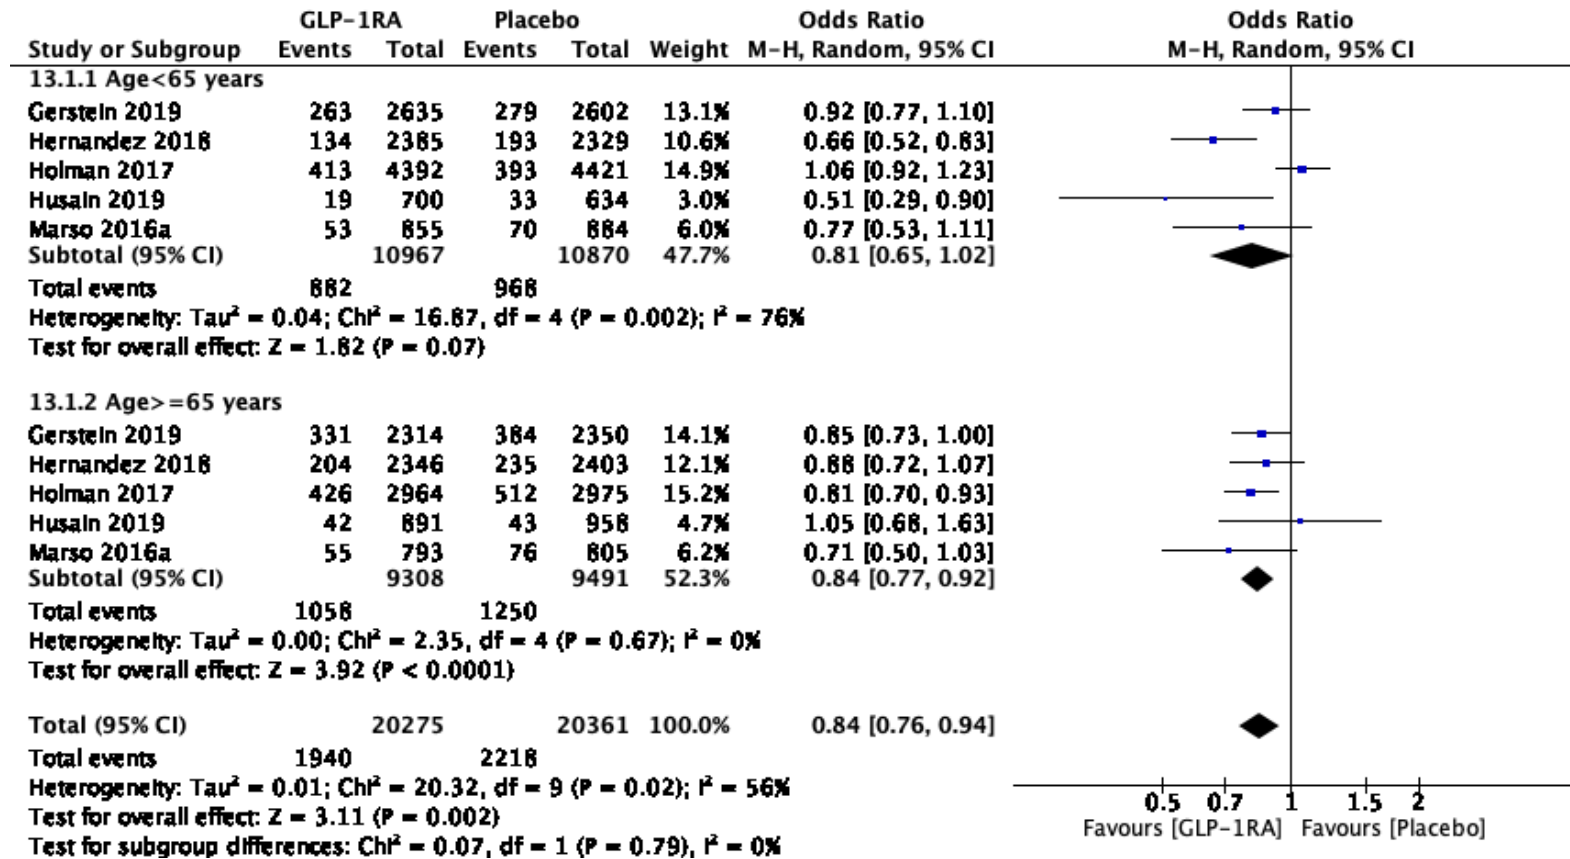 GLP-1RA Placebo Odds Ratio Odds Ratio
Study or Subgroup Events Total Events Total Weight M-H, Random, 95% CI M-H, Random, 95% CI
13.1.1 Age<65 years
Gerstein 2019 263 2635 279 2602 13.1% 0.92 [0.77, 1.10]
Hernandez 2018 134 2385 193 2329 10.6% 0.66 [0.52, 0.83]
Holman 2017 413 4392 393 4421 14.9% 1.06 [0.92, 1.23]
Husain 2019 19 700 33 634 3.0% 0.51 [0.29, 0.90]
Marso 2016a 53 855 70 884 6.0% 0.77 [0.53, 1.11]
Subtotal (95% CI) 10967 10870 47.7% 0.81 [0.65, 1.02]
Total events 882 968
Heterogeneity: Tau² = 0.04; Chi² = 16.87, df = 4 (P = 0.002); I² = 76%
Test for overall effect: Z = 1.82 (P = 0.07)
13.1.2 Age>=65 years
Gerstein 2019 331 2314 384 2350 14.1% 0.85 [0.73, 1.00]
Hernandez 2018 204 2346 235 2403 12.1% 0.88 [0.72, 1.07]
Holman 2017 426 2964 512 2975 15.2% 0.81 [0.70, 0.93]
Husain 2019 42 891 43 958 4.7% 1.05 [0.68, 1.63]
Marso 2016a 55 793 76 805 6.2% 0.71 [0.50, 1.03]
Subtotal (95% CI) 9308 9491 52.3% 0.84 [0.77, 0.92]
Total events 1058 1250
Heterogeneity: Tau² = 0.00; Chi² = 2.35, df = 4 (P = 0.67); I² = 0%
Test for overall effect: Z = 3.92 (P < 0.0001)
Total (95% CI) 20275 20361 100.0% 0.84 [0.76, 0.94]
Total events 1940 2218
Heterogeneity: Tau² = 0.01; Chi² = 20.32, df = 9 (P = 0.02); I² = 56%
Test for overall effect: Z = 3.11 (P = 0.002)
Test for subgroup differences: Chi² = 0.07, df = 1 (P = 0.79), I² = 0%
0.5 0.7 1 1.5 2
Favours [GLP-1RA] Favours [Placebo]